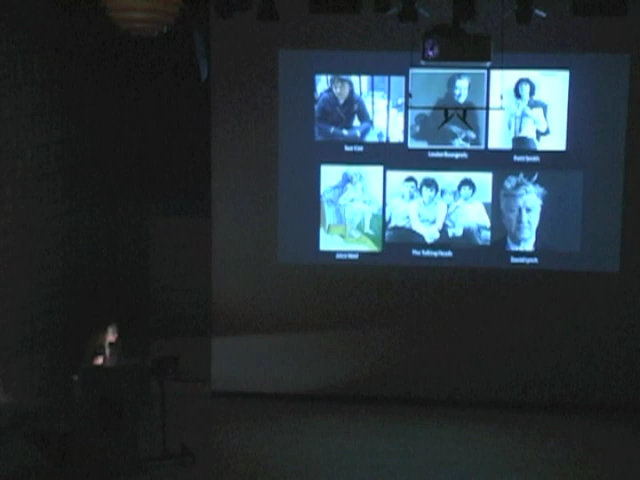 Louise Bourgeois
Patti Smith
Alice Neel
The Talking Heads
David Lynch